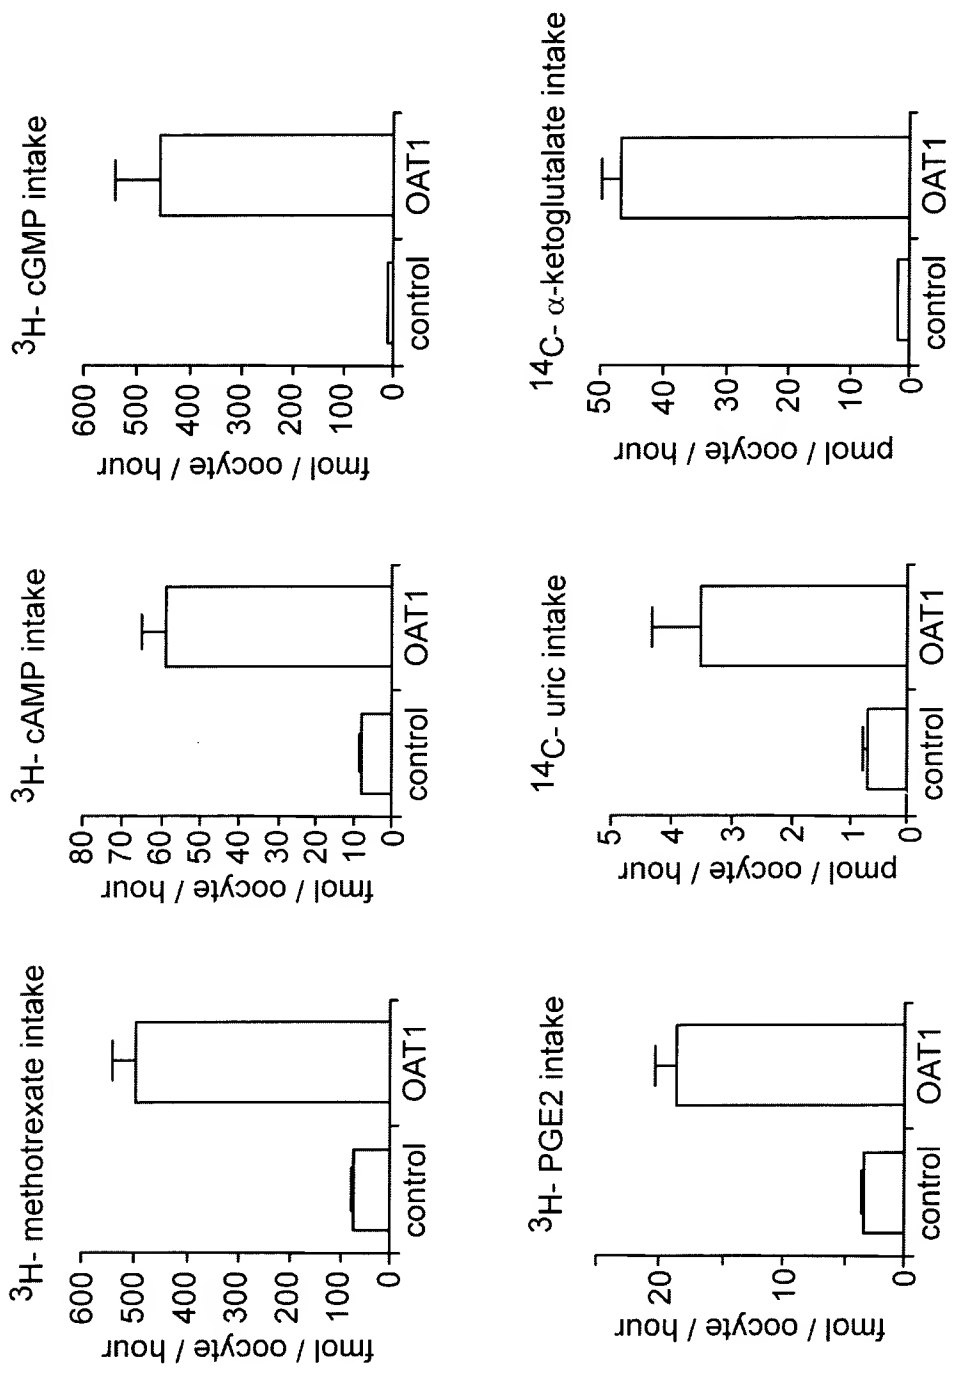 3H- methotrexate intake
fmol / oocyte / hour
600
500
400
300
200
100
0
control
OAT1
3H- cAMP intake
fmol / oocyte / hour
80
70
60
50
40
30
20
10
0
control
OAT1
3H- cGMP intake
fmol / oocyte / hour
600
500
400
300
200
100
0
control
OAT1
3H- PGE2 intake
fmol / oocyte / hour
20
10
0
control
OAT1
14C- uric intake
pmol / oocyte / hour
5
4
3
2
1
0
control
OAT1
14C- α-ketoglutalate intake
pmol / oocyte / hour
50
40
30
20
10
0
control
OAT1